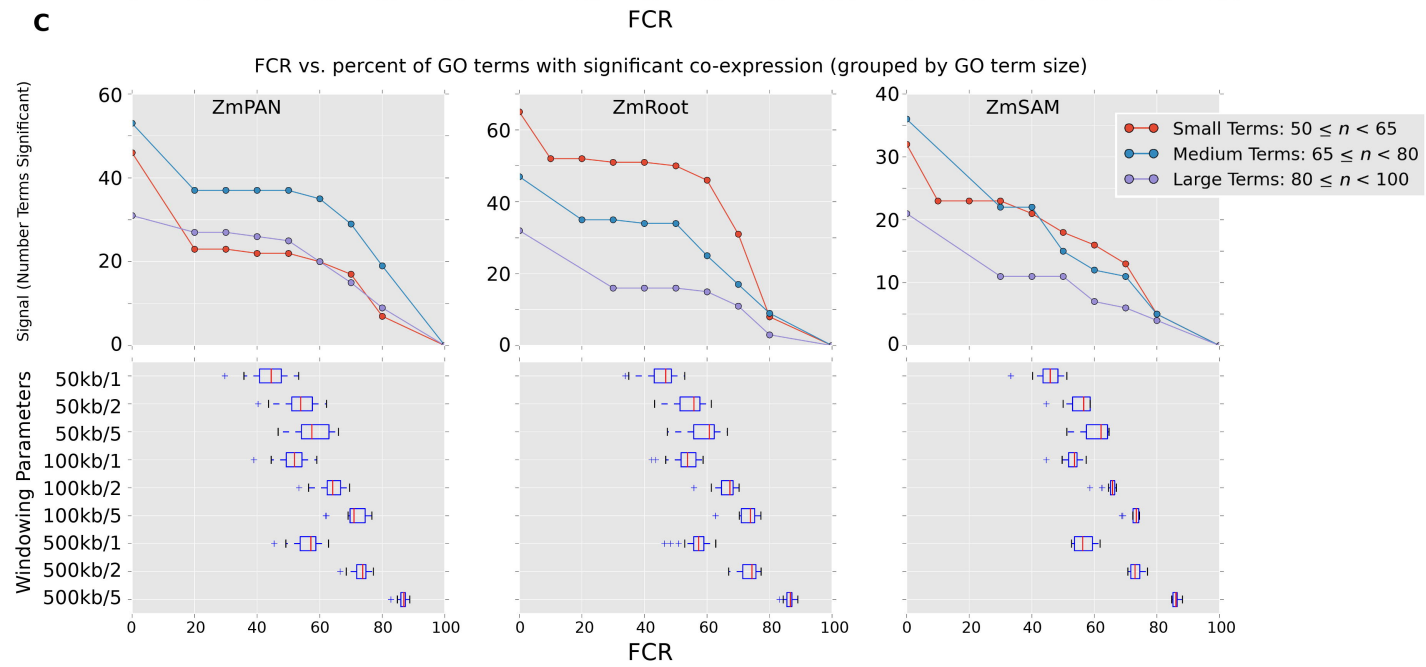 C
FCR
FCR vs. percent of GO terms with significant co-expression (grouped by GO term size)
Signal (Number Terms Significant)
ZmPAN
60
40
20
0
ZmRoot
60
40
20
0
ZmSAM
40
30
20
10
0
Small Terms: 50 ≤ n < 65
Medium Terms: 65 ≤ n < 80
Large Terms: 80 ≤ n < 100
Windowing Parameters
50kb/1
50kb/2
50kb/5
100kb/1
100kb/2
100kb/5
500kb/1
500kb/2
500kb/5
0 20 40 60 80 100
0 20 40 60 80 100
0 20 40 60 80 100
FCR